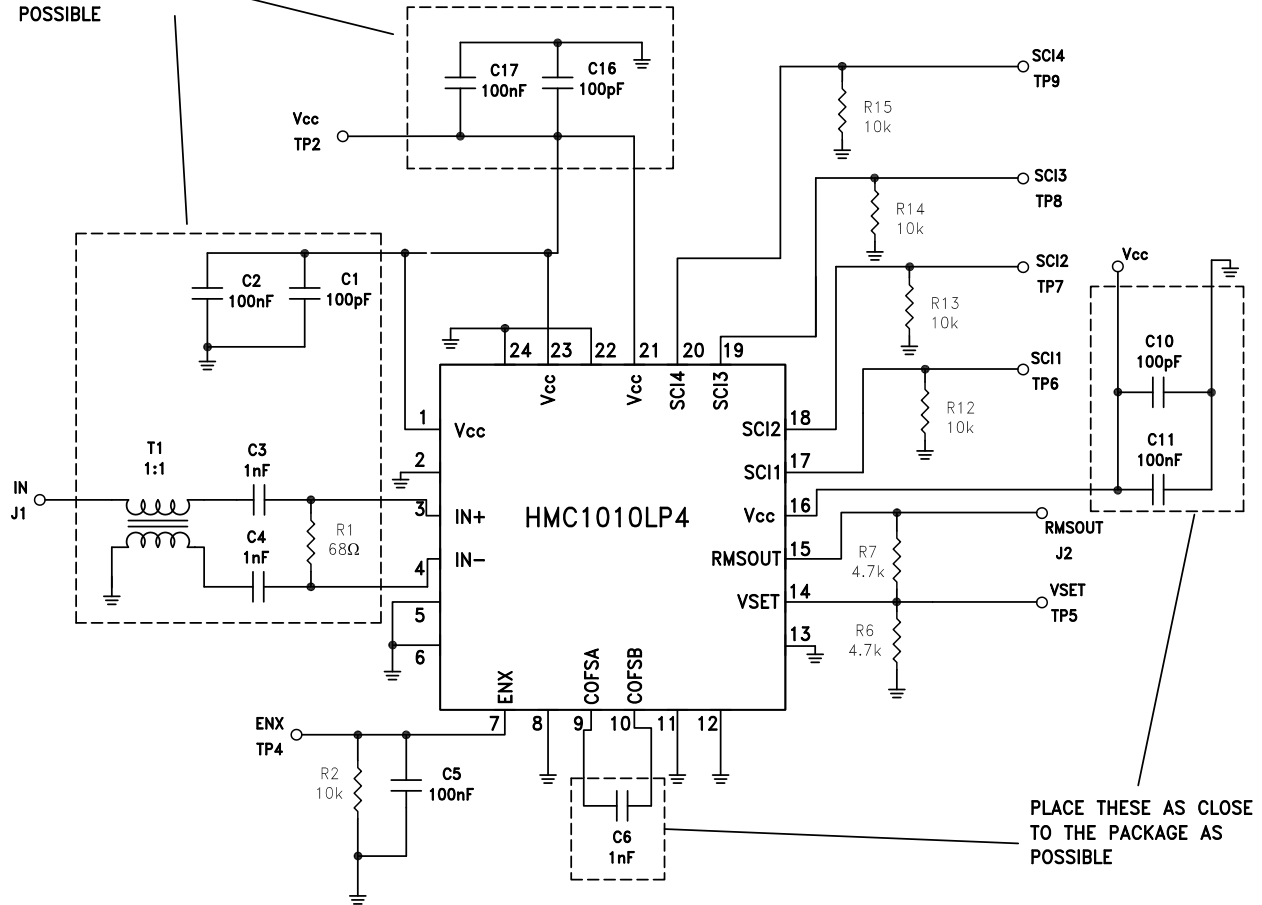 POSSIBLE
C17
100nF
C16
100pF
Vcc
TP2
SCI4
TP9
R15
10k
SCI3
TP8
R14
10k
SCI2
TP7
R13
10k
SCI1
TP6
R12
10k
Vcc
C10
100pF
C11
100nF
C2
100nF
C1
100pF
24
23
22
21
20
19
Vcc
Vcc
SCI4
SCI3
1
Vcc
2
T1
1:1
C3
1nF
IN
J1
3
IN+
R1
68Ω
C4
1nF
4
IN-
5
6
HMC1010LP4
SCI2
18
SCI1
17
Vcc
16
RMSOUT
15
VSET
14
13
R7
4.7k
R6
4.7k
RMSOUT
J2
VSET
TP5
ENX
COFSA
COFSB
7
8
9
10
11
12
ENX
TP4
R2
10k
C5
100nF
C6
1nF
PLACE THESE AS CLOSE
TO THE PACKAGE AS
POSSIBLE